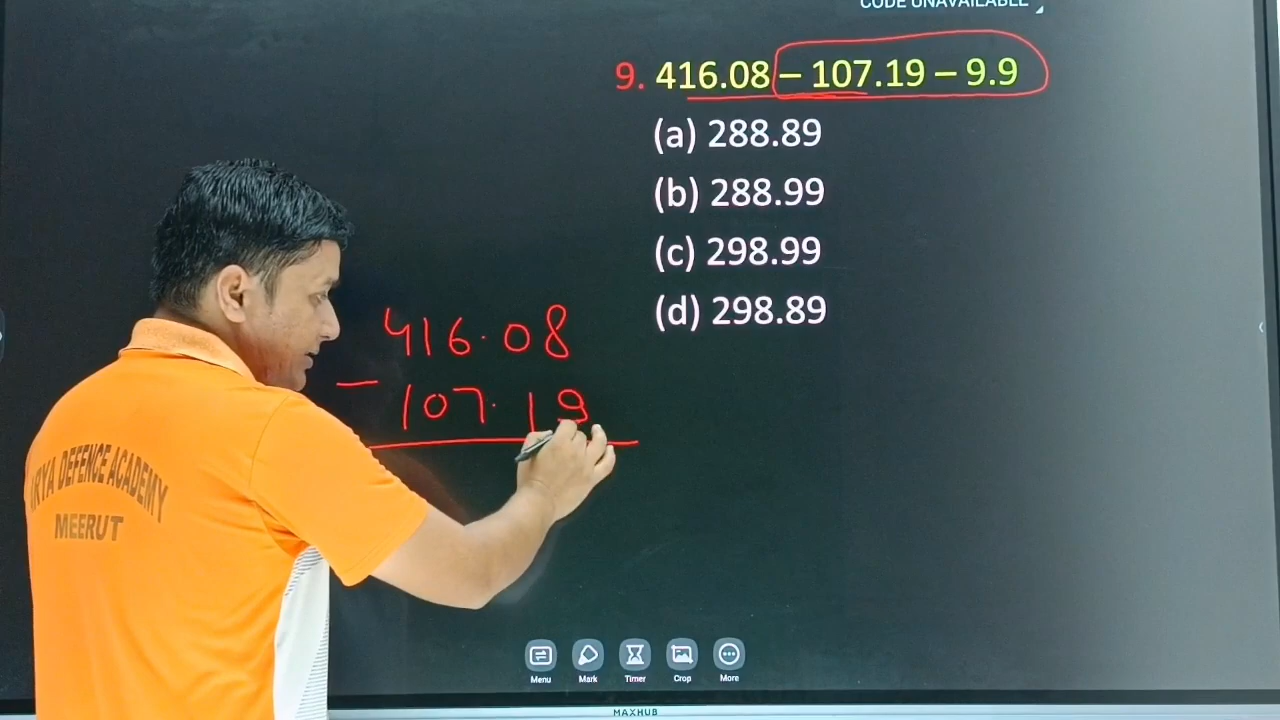 CODE UNAVAILABLE
9. 416.08 – 107.19 – 9.9
(a) 288.89
(b) 288.99
(c) 298.99
(d) 298.89
416.08
– 107.19
DEFENCE ACADEMY
MEERUT
Menu Mark Timer Crop More
MAXHUB